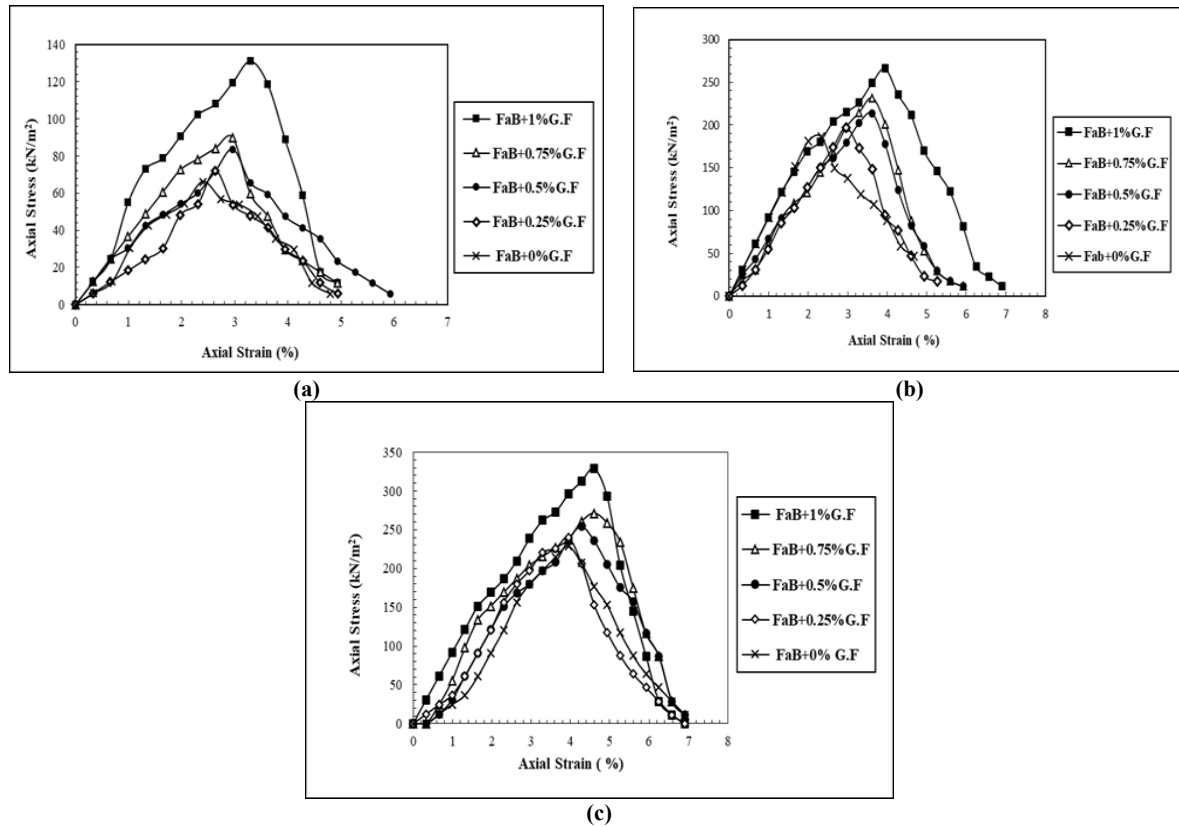 140
120
100
80
60
40
20
0
Axial Stress (kN/m²)
0 1 2 3 4 5 6 7
Axial Strain (%)
FaB+1%G.F
FaB+0.75%G.F
FaB+0.5%G.F
FaB+0.25%G.F
FaB+0%G.F
(a)
300
250
200
150
100
50
0
Axial Stress (kN/m²)
0 1 2 3 4 5 6 7 8
Axial Strain ( %)
FaB+1%G.F
FaB+0.75%G.F
FaB+0.5%G.F
FaB+0.25%G.F
Fab+0%G.F
(b)
350
300
250
200
150
100
50
0
Axial Stress (kN/m²)
0 1 2 3 4 5 6 7 8
Axial Strain ( %)
FaB+1%G.F
FaB+0.75%G.F
FaB+0.5%G.F
FaB+0.25%G.F
FaB+0% G.F
(c)